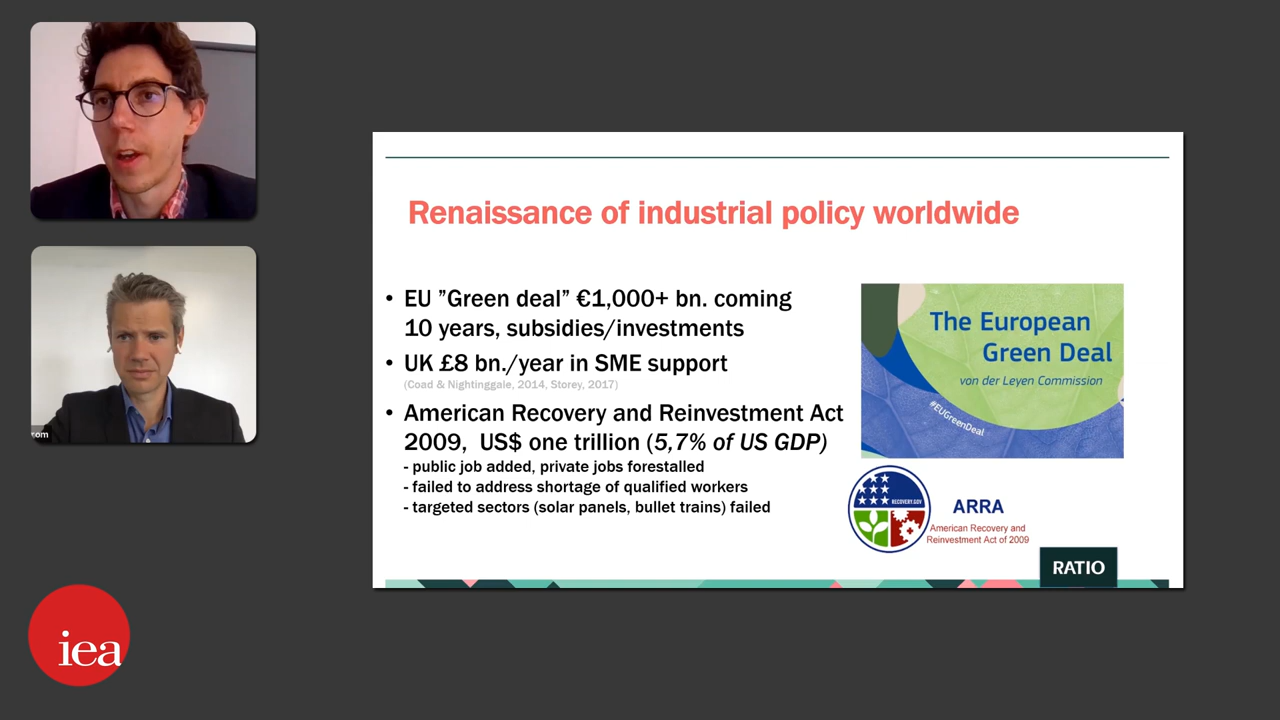 Renaissance of industrial policy worldwide
• EU ”Green deal” €1,000+ bn. coming
10 years, subsidies/investments
• UK £8 bn./year in SME support
(Coad & Nightinggale, 2014, Storey, 2017)
• American Recovery and Reinvestment Act
2009, US$ one trillion (5,7% of US GDP)
- public job added, private jobs forestalled
- failed to address shortage of qualified workers
- targeted sectors (solar panels, bullet trains) failed
The European
Green Deal
von der Leyen Commission
#EUGreenDeal
RECOVERY.GOV
ARRA
American Recovery and
Reinvestment Act of 2009
RATIO
rom
iea